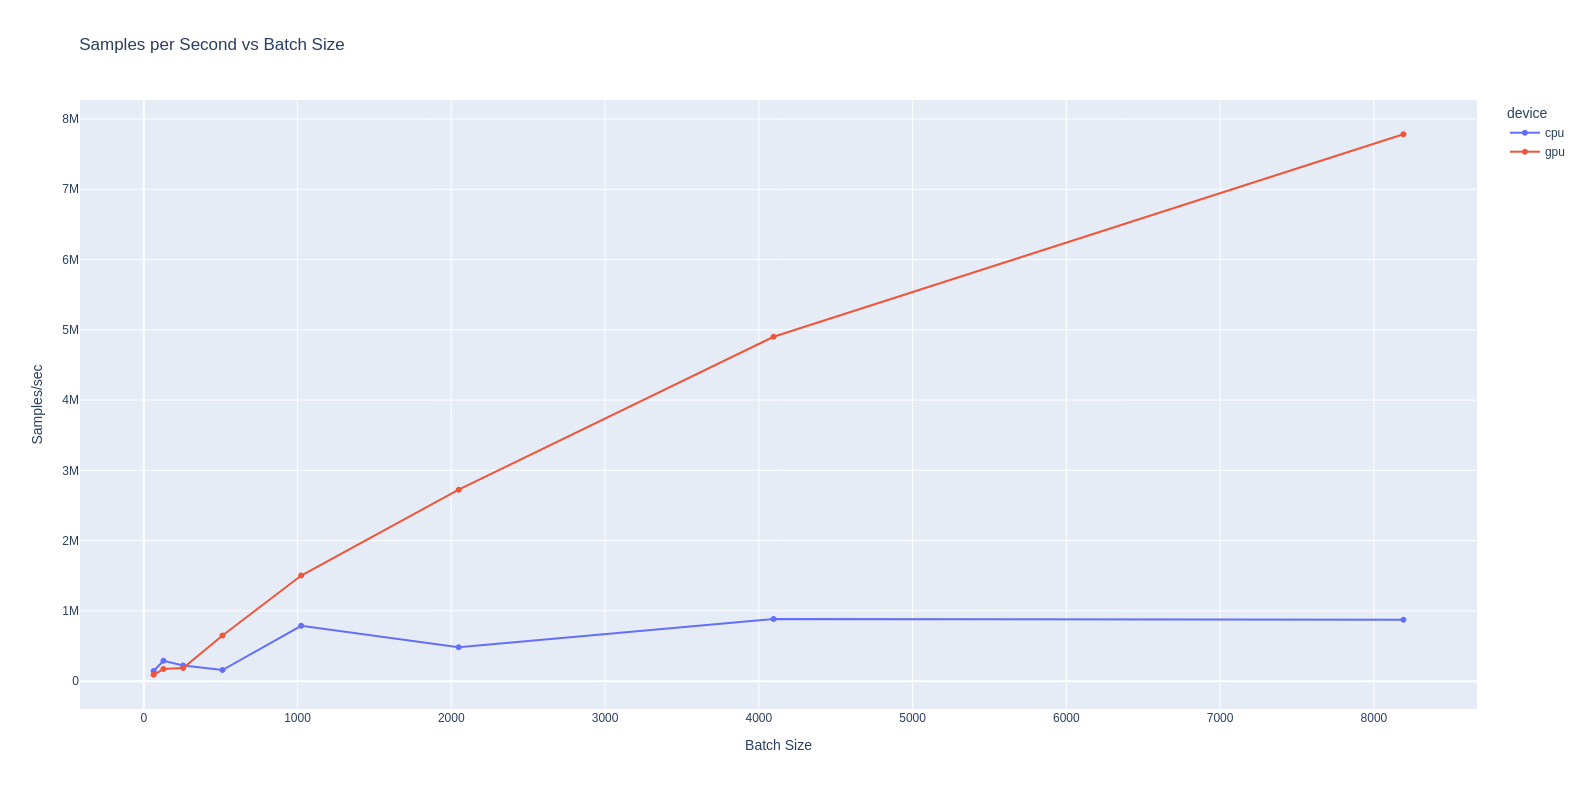 Samples per Second vs Batch Size
device
cpu
gpu
8M
7M
6M
5M
4M
3M
2M
1M
0
Samples/sec
0 1000 2000 3000 4000 5000 6000 7000 8000
Batch Size